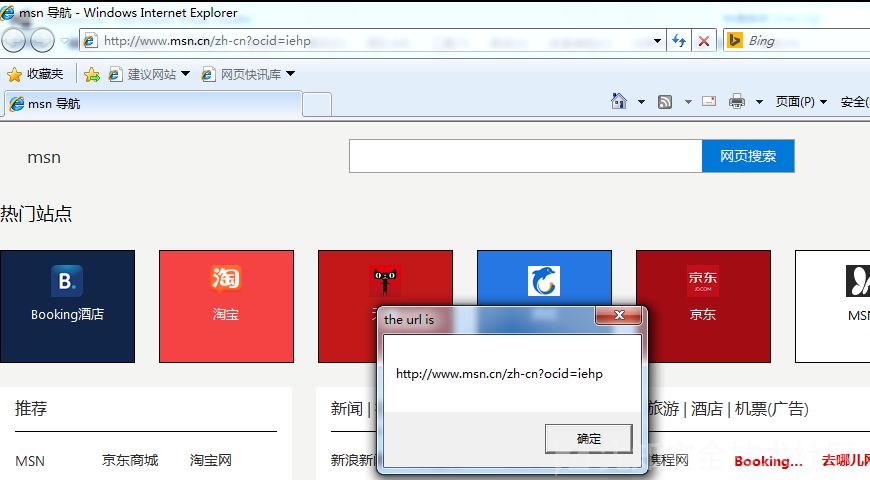 msn 导航 - Windows Internet Explorer
http://www.msn.cn/zh-cn?ocid=iehp
Bing
收藏夹
建议网站
网页快讯库
msn 导航
页面(P)
安全(
msn
网页搜索
热门站点
B.
淘
京东
JD.COM
Booking酒店
淘宝
京东
MSN
the url is
http://www.msn.cn/zh-cn?ocid=iehp
确定
推荐
新闻 |
旅游 | 酒店 | 机票(广告)
MSN
京东商城
淘宝网
新浪新闻
携程网
Booking...
去哪儿网